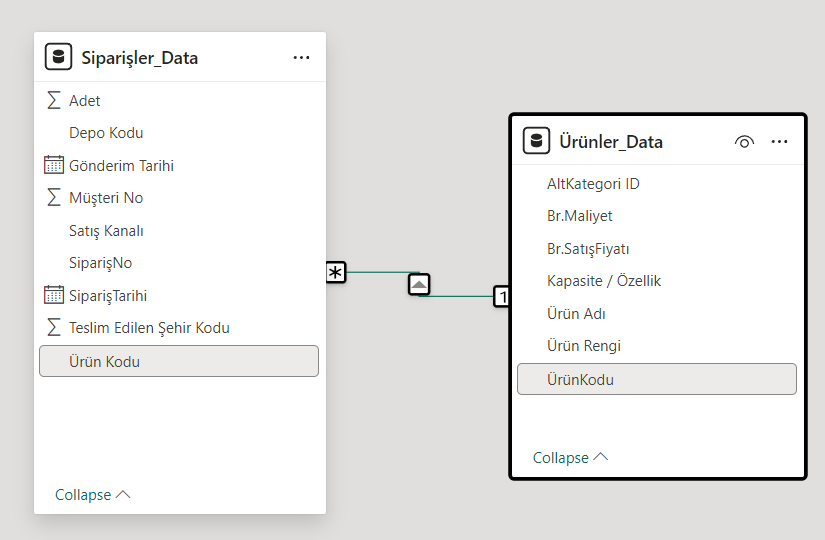 Siparişler_Data
Adet
Depo Kodu
Gönderim Tarihi
Müşteri No
Satış Kanalı
SiparişNo
SiparişTarihi
Teslim Edilen Şehir Kodu
Ürün Kodu
Collapse
*
1
Ürünler_Data
AltKategori ID
Br.Maliyet
Br.SatışFiyatı
Kapasite / Özellik
Ürün Adı
Ürün Rengi
ÜrünKodu
Collapse